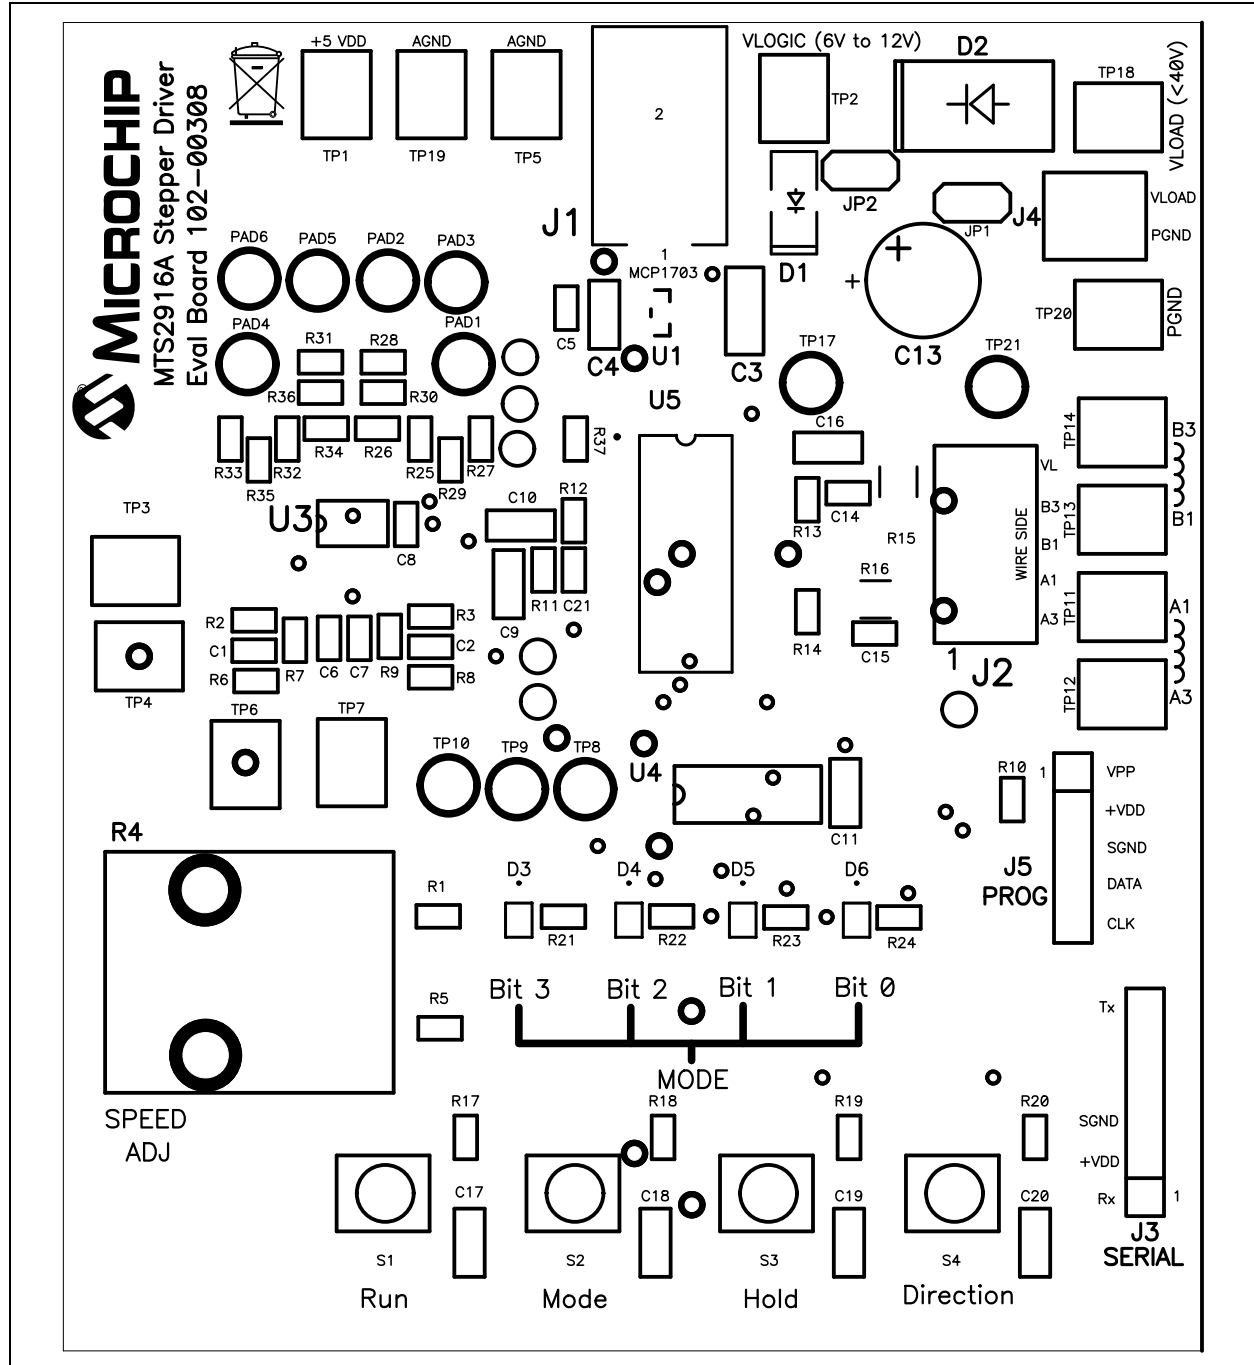 MICROCHIP
MTS2916A Stepper Driver
Eval Board 102-00308
®
+5 VDD
AGND
AGND
TP1
TP19
TP5
2
J1
1
VLOGIC (6V to 12V)
TP2
D2
TP18
VLOAD (<40V)
JP2
JP1
J4
VLOAD
PGND
D1
MCP1703
+
+
C13
TP20
PGND
PAD6
PAD5
PAD2
PAD3
PAD4
PAD1
R31
R28
R36
R30
C5
C4
U1
C3
U5
TP17
TP21
R33
R35
R32
R34
R26
R25
R29
R27
R37
C16
TP14
B3
VL
TP3
U3
C8
C10
R12
R13
C14
R15
B3
TP13
B1
B1
WIRE SIDE
R11
C21
C9
R16
A1
TP11
A1
A3
R2
C1
R6
R7
C6
C7
R9
R3
C2
R8
R14
C15
1
J2
TP12
A3
TP4
TP6
TP7
TP10
TP9
TP8
U4
C11
R10
1
VPP
+VDD
SGND
DATA
CLK
J5
PROG
R4
R1
D3
D4
D5
D6
R21
R22
R23
R24
R5
Bit 3
Bit 2
Bit 1
Bit 0
MODE
Tx
SPEED
ADJ
R17
R18
R19
R20
SGND
+VDD
Rx
1
J3
SERIAL
C17
C18
C19
C20
S1
S2
S3
S4
Run
Mode
Hold
Direction